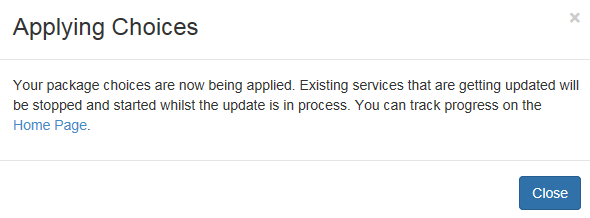 Applying Choices
×
Your package choices are now being applied. Existing services that are getting updated will
be stopped and started whilst the update is in process. You can track progress on the
Home Page.
Close